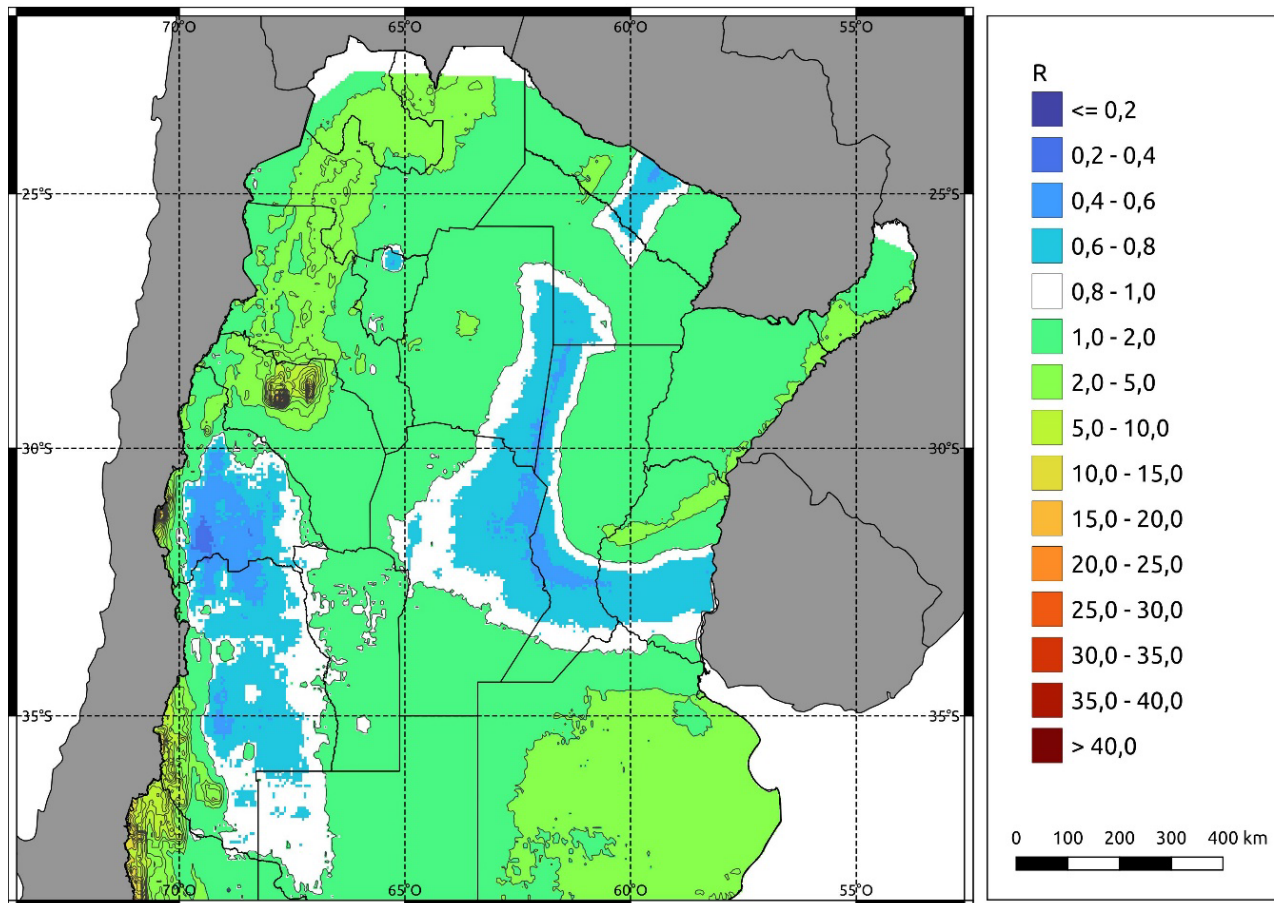 70°O 65°O 60°O 55°O
25°S 25°S
30°S 30°S
35°S 35°S
70°O 65°O 60°O 55°O
R
<= 0,2
0,2 - 0,4
0,4 - 0,6
0,6 - 0,8
0,8 - 1,0
1,0 - 2,0
2,0 - 5,0
5,0 - 10,0
10,0 - 15,0
15,0 - 20,0
20,0 - 25,0
25,0 - 30,0
30,0 - 35,0
35,0 - 40,0
> 40,0
0 100 200 300 400 km